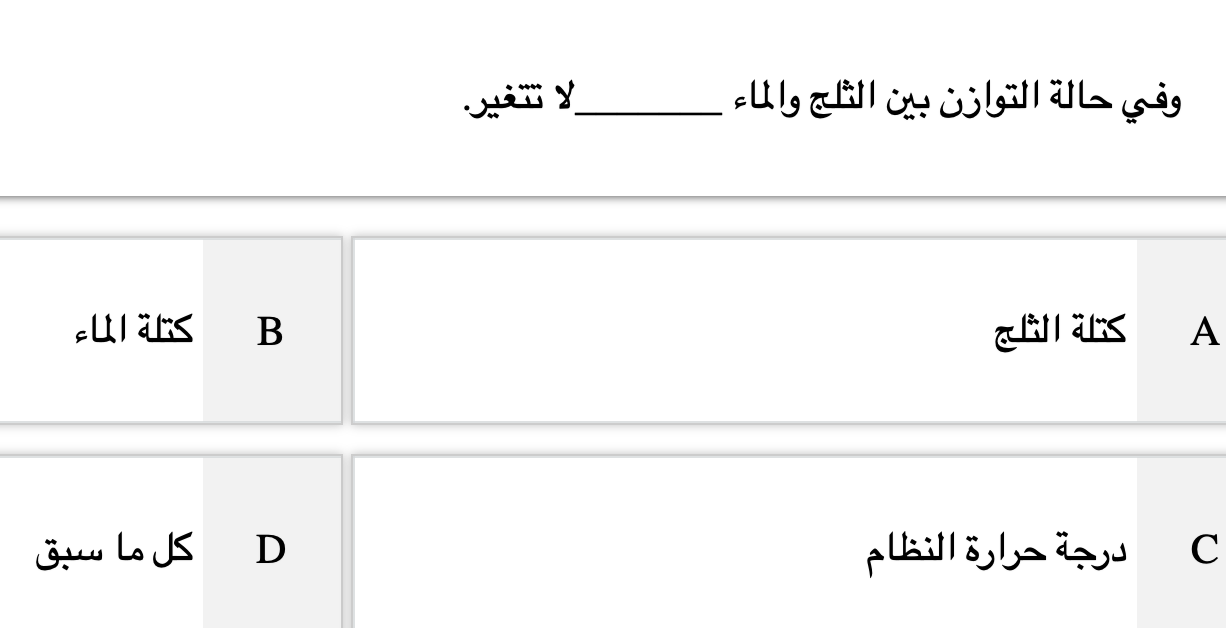 وفي حالة التوازن بين الثلج والماء ________لا تتغير.
A كتلة الثلج
B كتلة الماء
C درجة حرارة النظام
D كل ما سبق